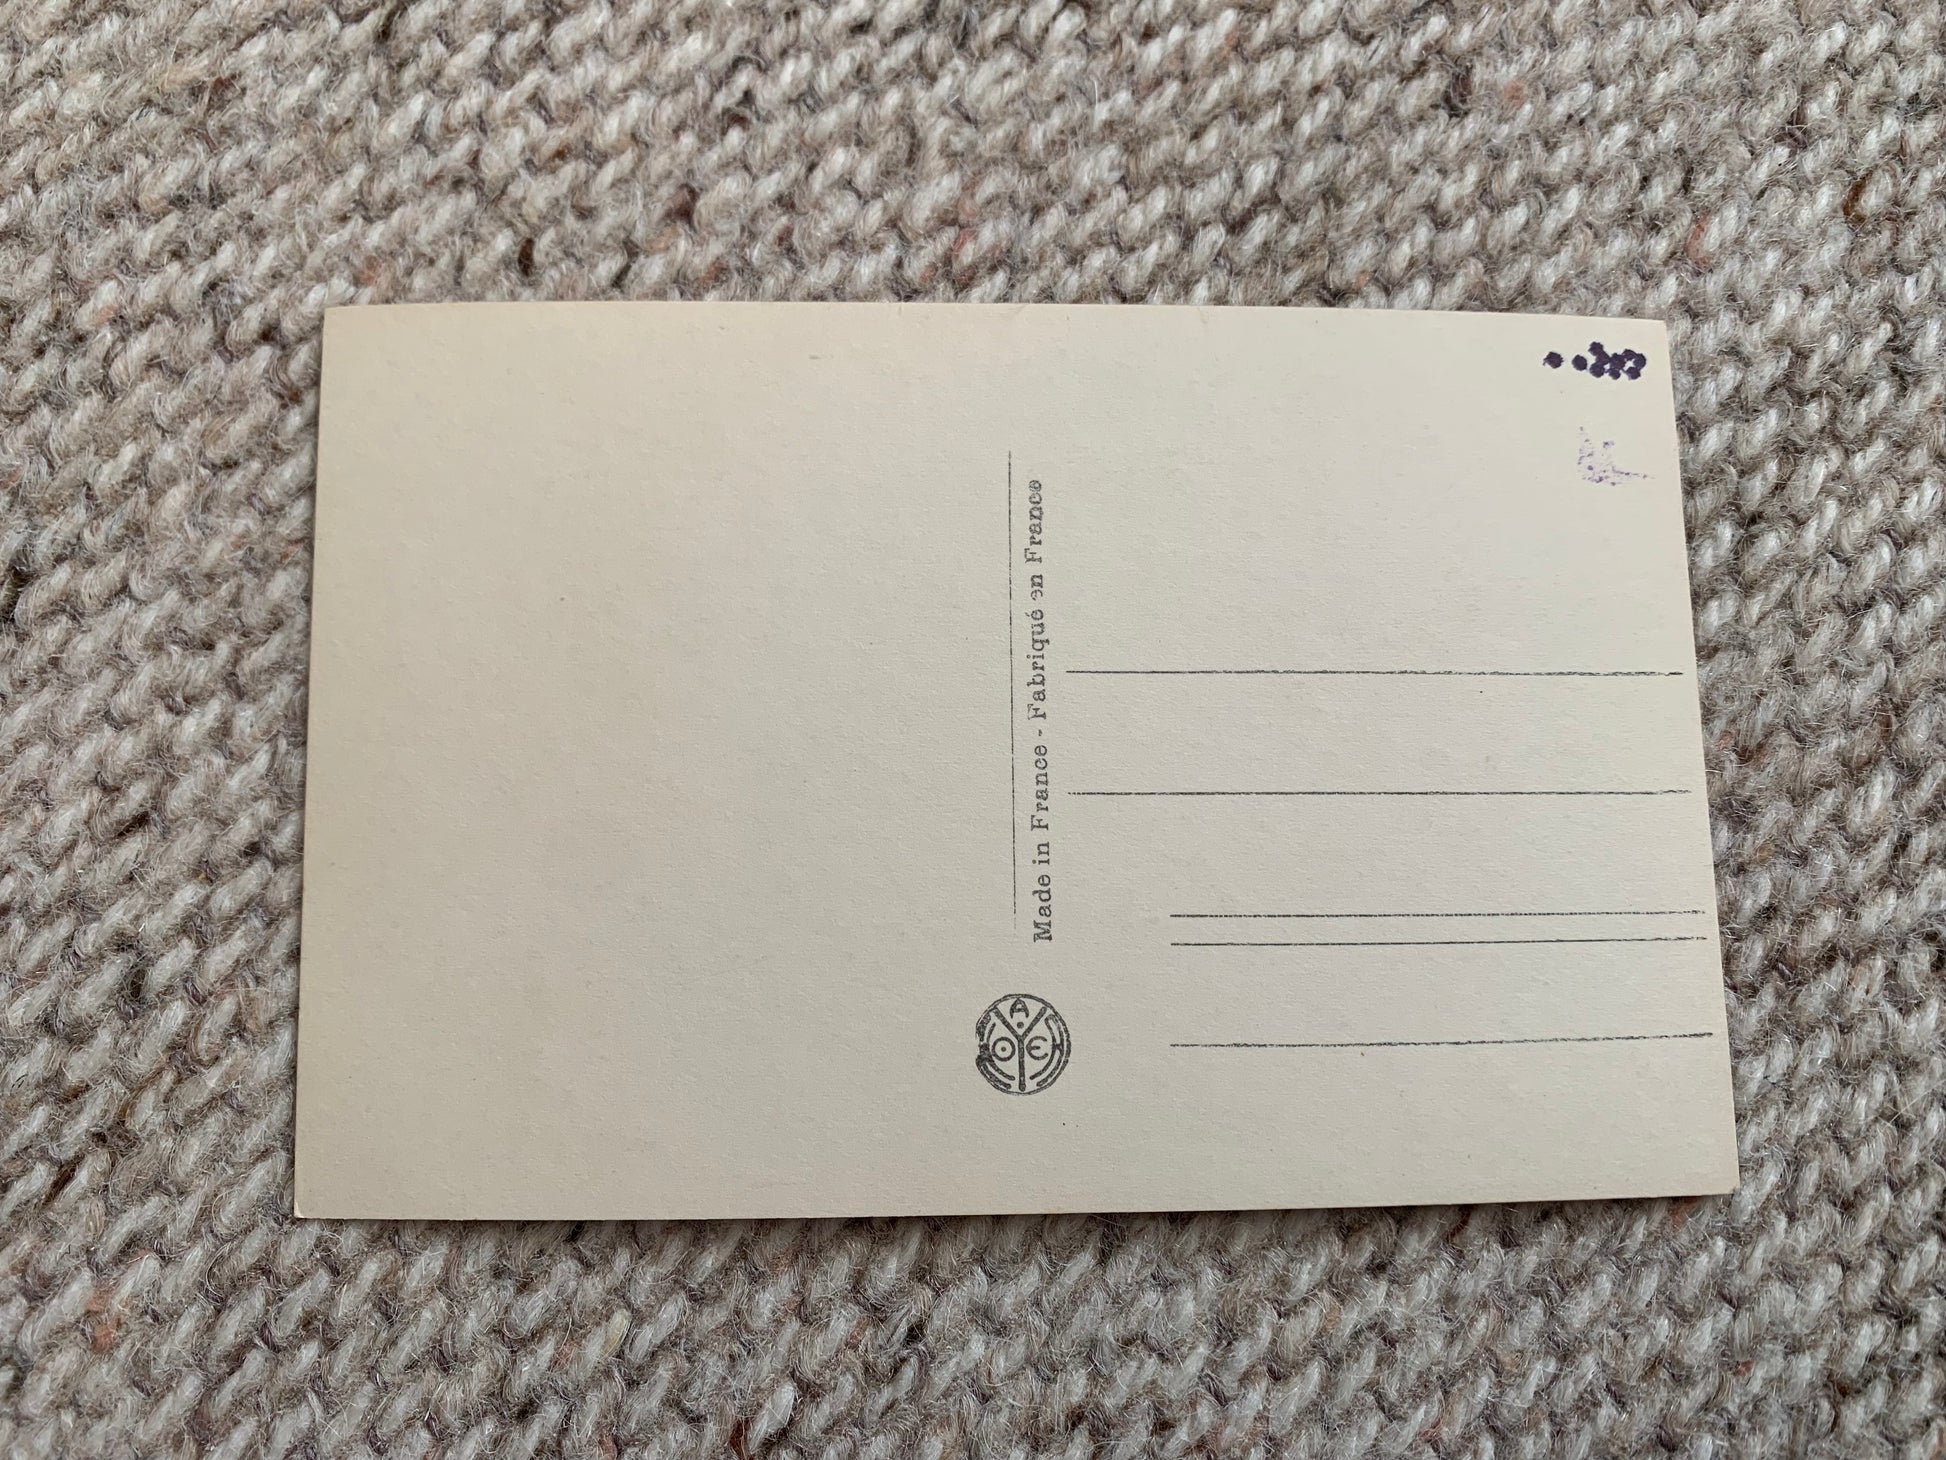 Made in France - Fabriqué en France
A
O Y E